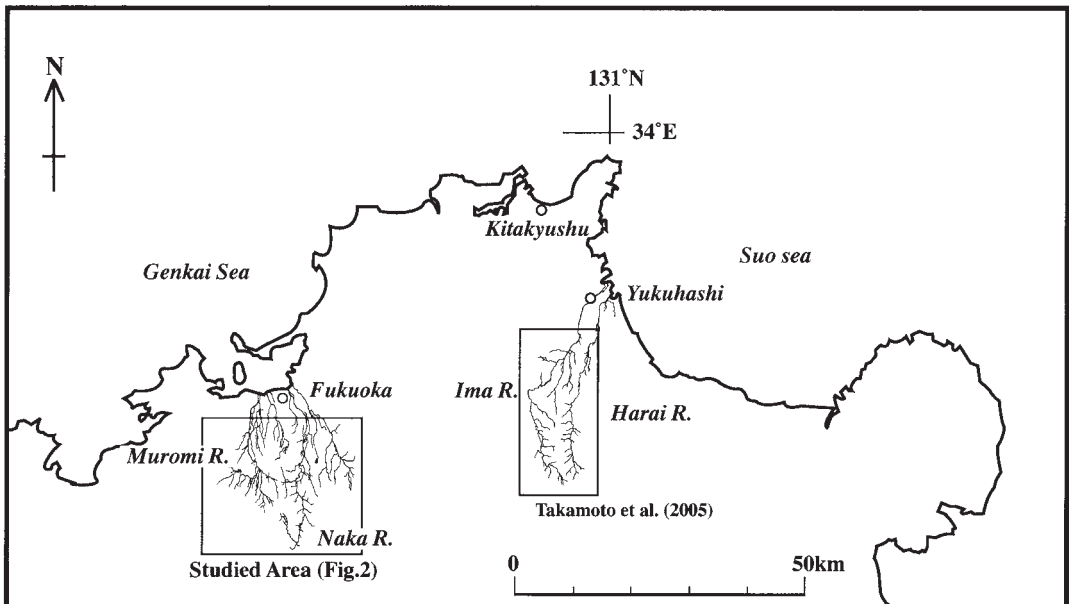 N
131°N
34°E
Kitakyushu
Genkai Sea
Suo sea
Yukuhashi
Fukuoka
Ima R.
Harai R.
Muromi R.
Takamoto et al. (2005)
Naka R.
Studied Area (Fig.2)
0
50km